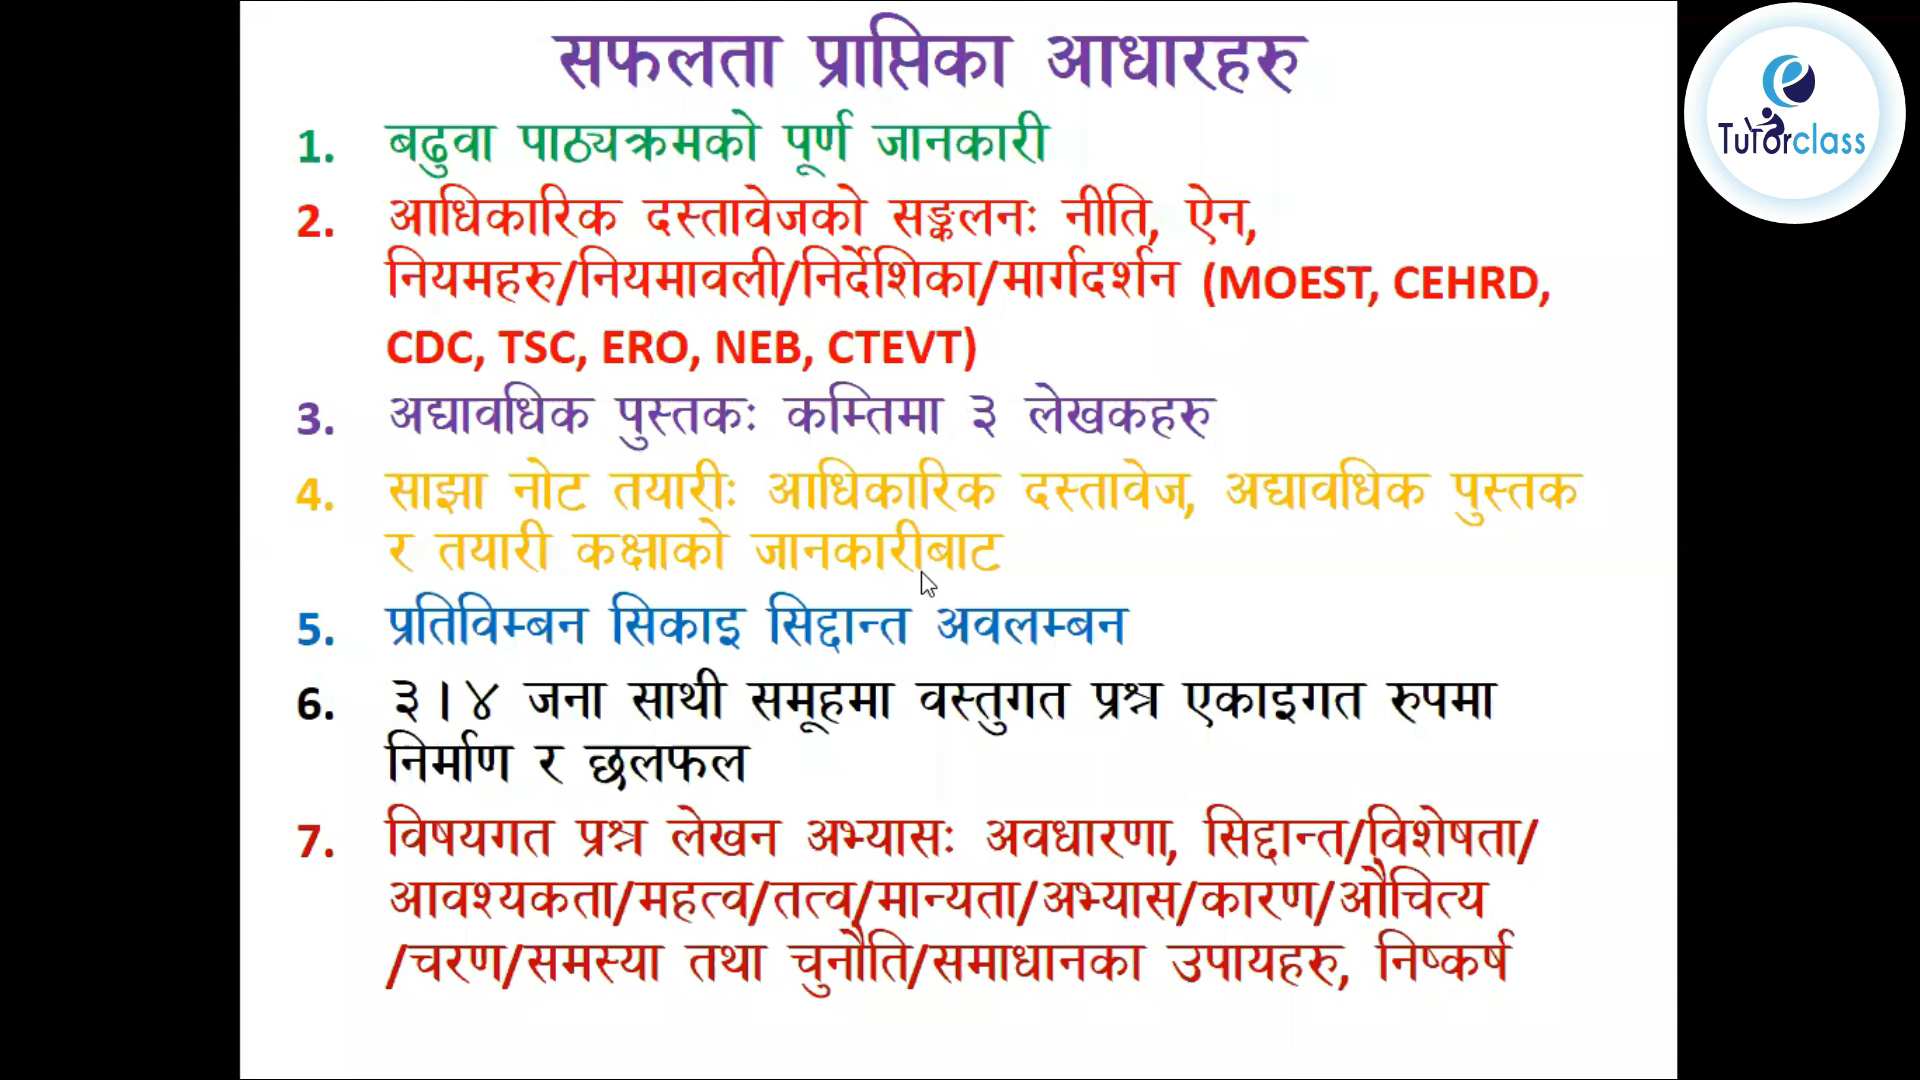 सफलता प्राप्तिका आधारहरु
1. बढुवा पाठ्यक्रमको पूर्ण जानकारी
2. आधिकारिक दस्तावेजको सङ्कलनः नीति, ऐन,
नियमहरु/नियमावली/निर्देशिका/मार्गदर्शन (MOEST, CEHRD,
CDC, TSC, ERO, NEB, CTEVT)
3. अद्यावधिक पुस्तकः कम्तिमा ३ लेखकहरु
4. साझा नोट तयारीः आधिकारिक दस्तावेज, अद्यावधिक पुस्तक
र तयारी कक्षाको जानकारीबाट
5. प्रतिविम्बन सिकाइ सिद्दान्त अवलम्बन
6. ३।४ जना साथी समूहमा वस्तुगत प्रश्न एकाइगत रुपमा
निर्माण र छलफल
7. विषयगत प्रश्न लेखन अभ्यासः अवधारणा, सिद्दान्त/विशेषता/
आवश्यकता/महत्व/तत्व/मान्यता/अभ्यास/कारण/औचित्य
/चरण/समस्या तथा चुनौति/समाधानका उपायहरु, निष्कर्ष
e
Tutorclass